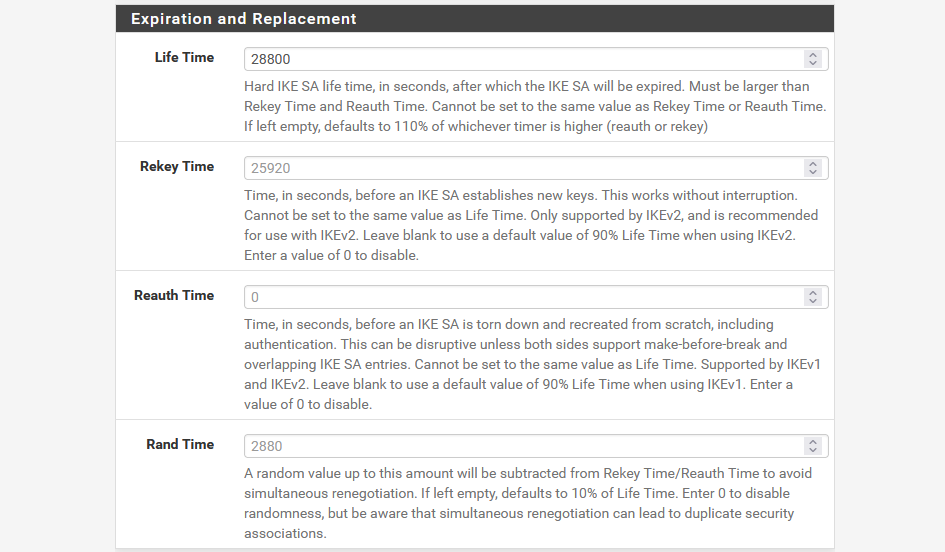 Expiration and Replacement
Life Time
28800
Hard IKE SA life time, in seconds, after which the IKE SA will be expired. Must be larger than
Rekey Time and Reauth Time. Cannot be set to the same value as Rekey Time or Reauth Time.
If left empty, defaults to 110% of whichever timer is higher (reauth or rekey)
Rekey Time
25920
Time, in seconds, before an IKE SA establishes new keys. This works without interruption.
Cannot be set to the same value as Life Time. Only supported by IKEv2, and is recommended
for use with IKEv2. Leave blank to use a default value of 90% Life Time when using IKEv2.
Enter a value of 0 to disable.
Reauth Time
0
Time, in seconds, before an IKE SA is torn down and recreated from scratch, including
authentication. This can be disruptive unless both sides support make-before-break and
overlapping IKE SA entries. Cannot be set to the same value as Life Time. Supported by IKEv1
and IKEv2. Leave blank to use a default value of 90% Life Time when using IKEv1. Enter a
value of 0 to disable.
Rand Time
2880
A random value up to this amount will be subtracted from Rekey Time/Reauth Time to avoid
simultaneous renegotiation. If left empty, defaults to 10% of Life Time. Enter 0 to disable
randomness, but be aware that simultaneous renegotiation can lead to duplicate security
associations.